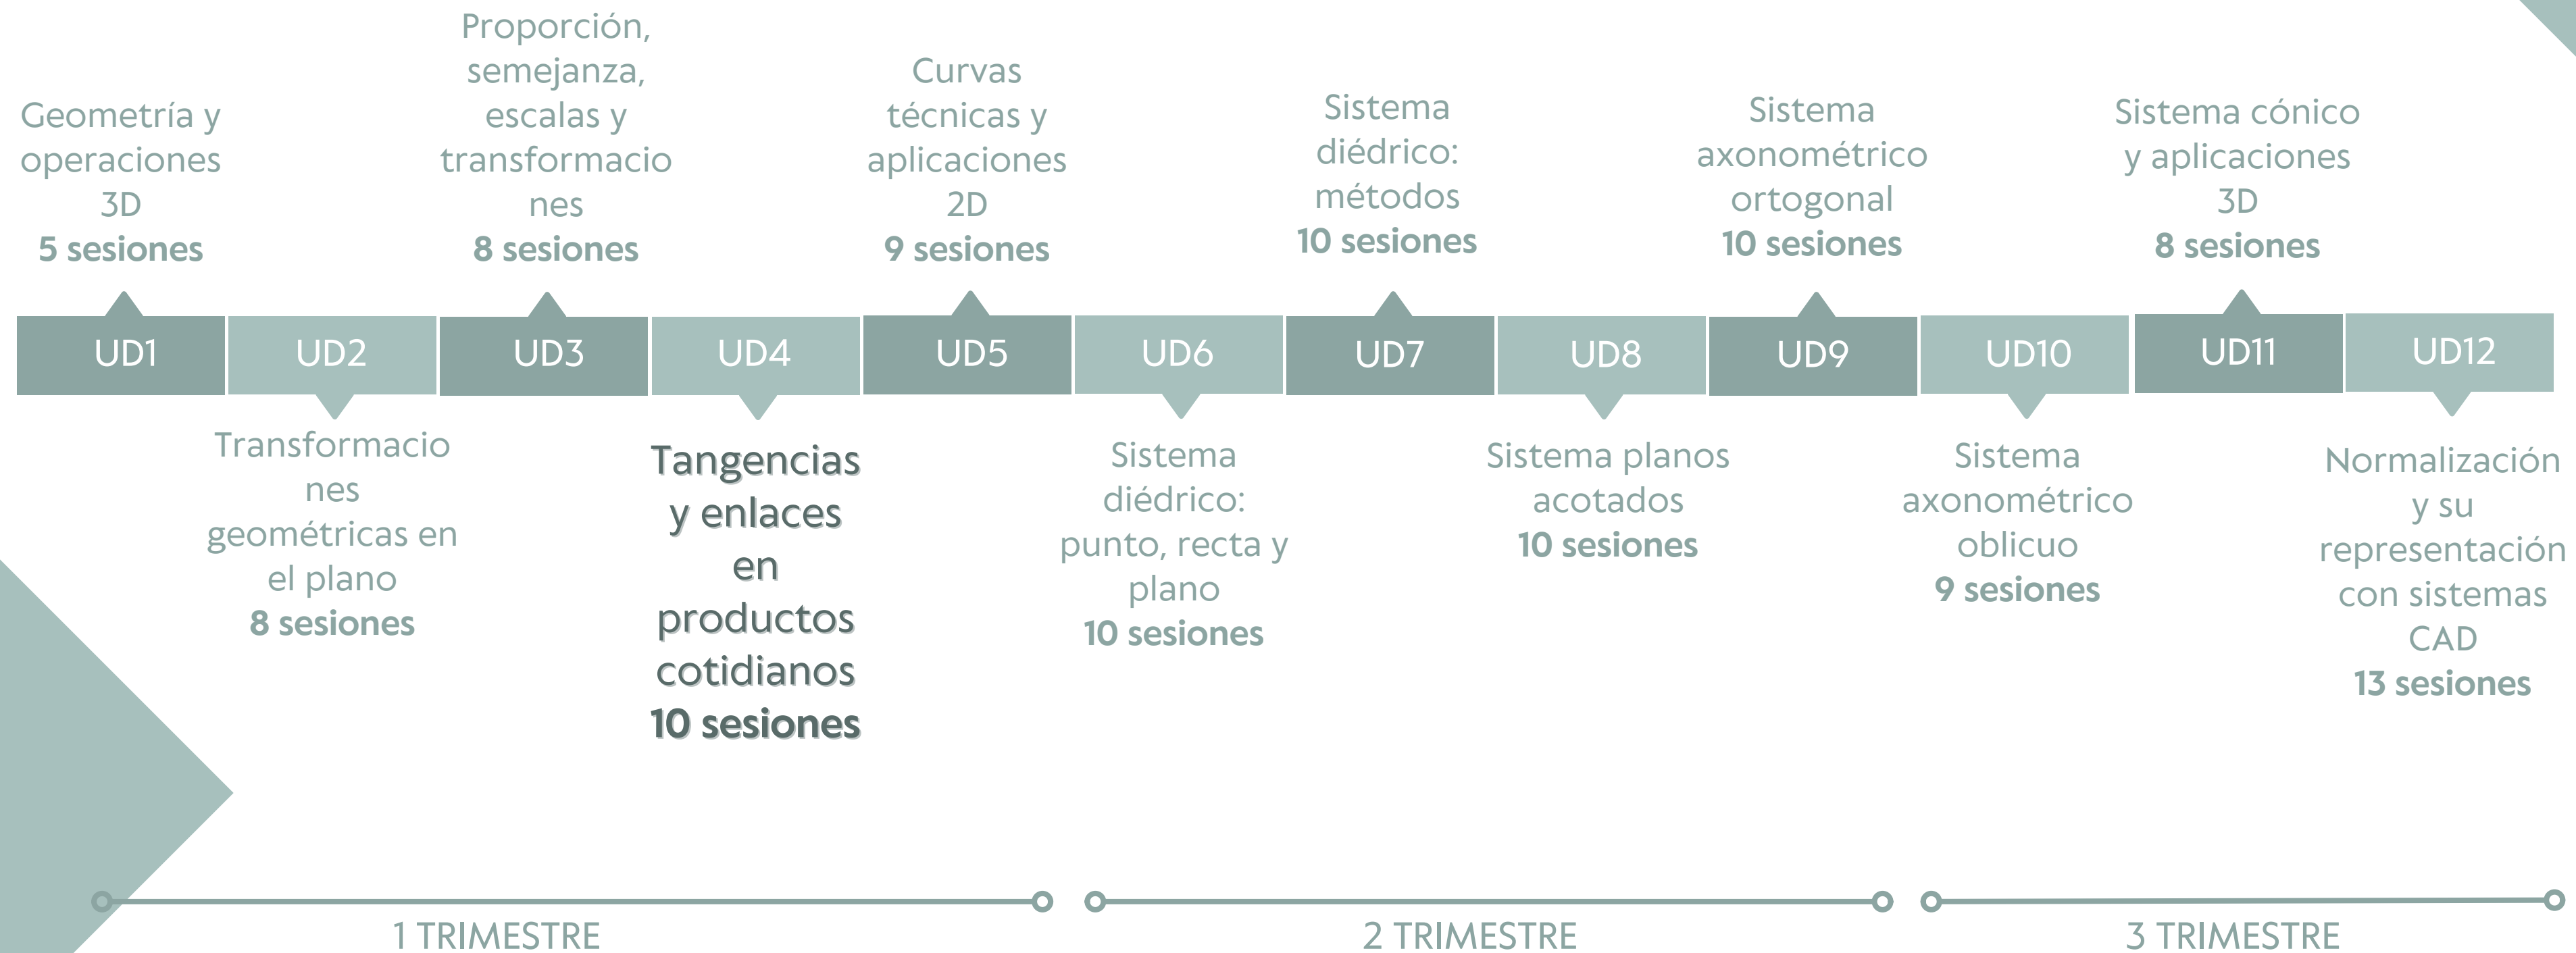 Geometría y
operaciones
3D
5 sesiones
Proporción,
semejanza,
escalas y
transformacio
nes
8 sesiones
Curvas
técnicas y
aplicaciones
2D
9 sesiones
Sistema
diédrico:
métodos
10 sesiones
Sistema
axonométrico
ortogonal
10 sesiones
Sistema cónico
y aplicaciones
3D
8 sesiones
UD1
UD2
UD3
UD4
UD5
UD6
UD7
UD8
UD9
UD10
UD11
UD12
Transformacio
nes
geométricas en
el plano
8 sesiones
Tangencias
y enlaces
en
productos
cotidianos
10 sesiones
Sistema
diédrico:
punto, recta y
plano
10 sesiones
Sistema planos
acotados
10 sesiones
Sistema
axonométrico
oblicuo
9 sesiones
Normalización
y su
representación
con sistemas
CAD
13 sesiones
1 TRIMESTRE
2 TRIMESTRE
3 TRIMESTRE